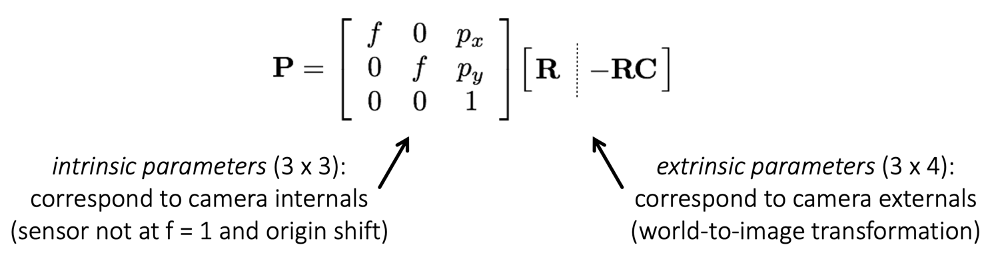 P = [ f 0 p_x
0 f p_y
0 0 1 ] [ R | −RC ]
intrinsic parameters (3 x 3):
correspond to camera internals
(sensor not at f = 1 and origin shift)
extrinsic parameters (3 x 4):
correspond to camera externals
(world-to-image transformation)